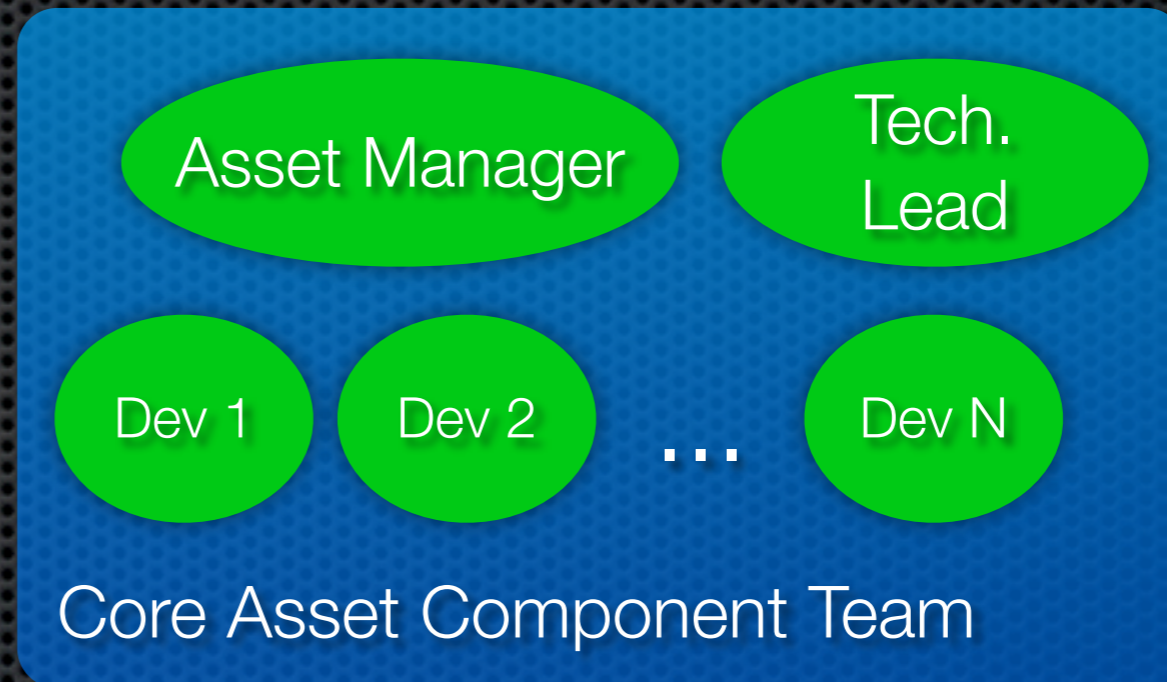 Asset Manager
Tech.
Lead
Dev 1
Dev 2
...
Dev N
Core Asset Component Team